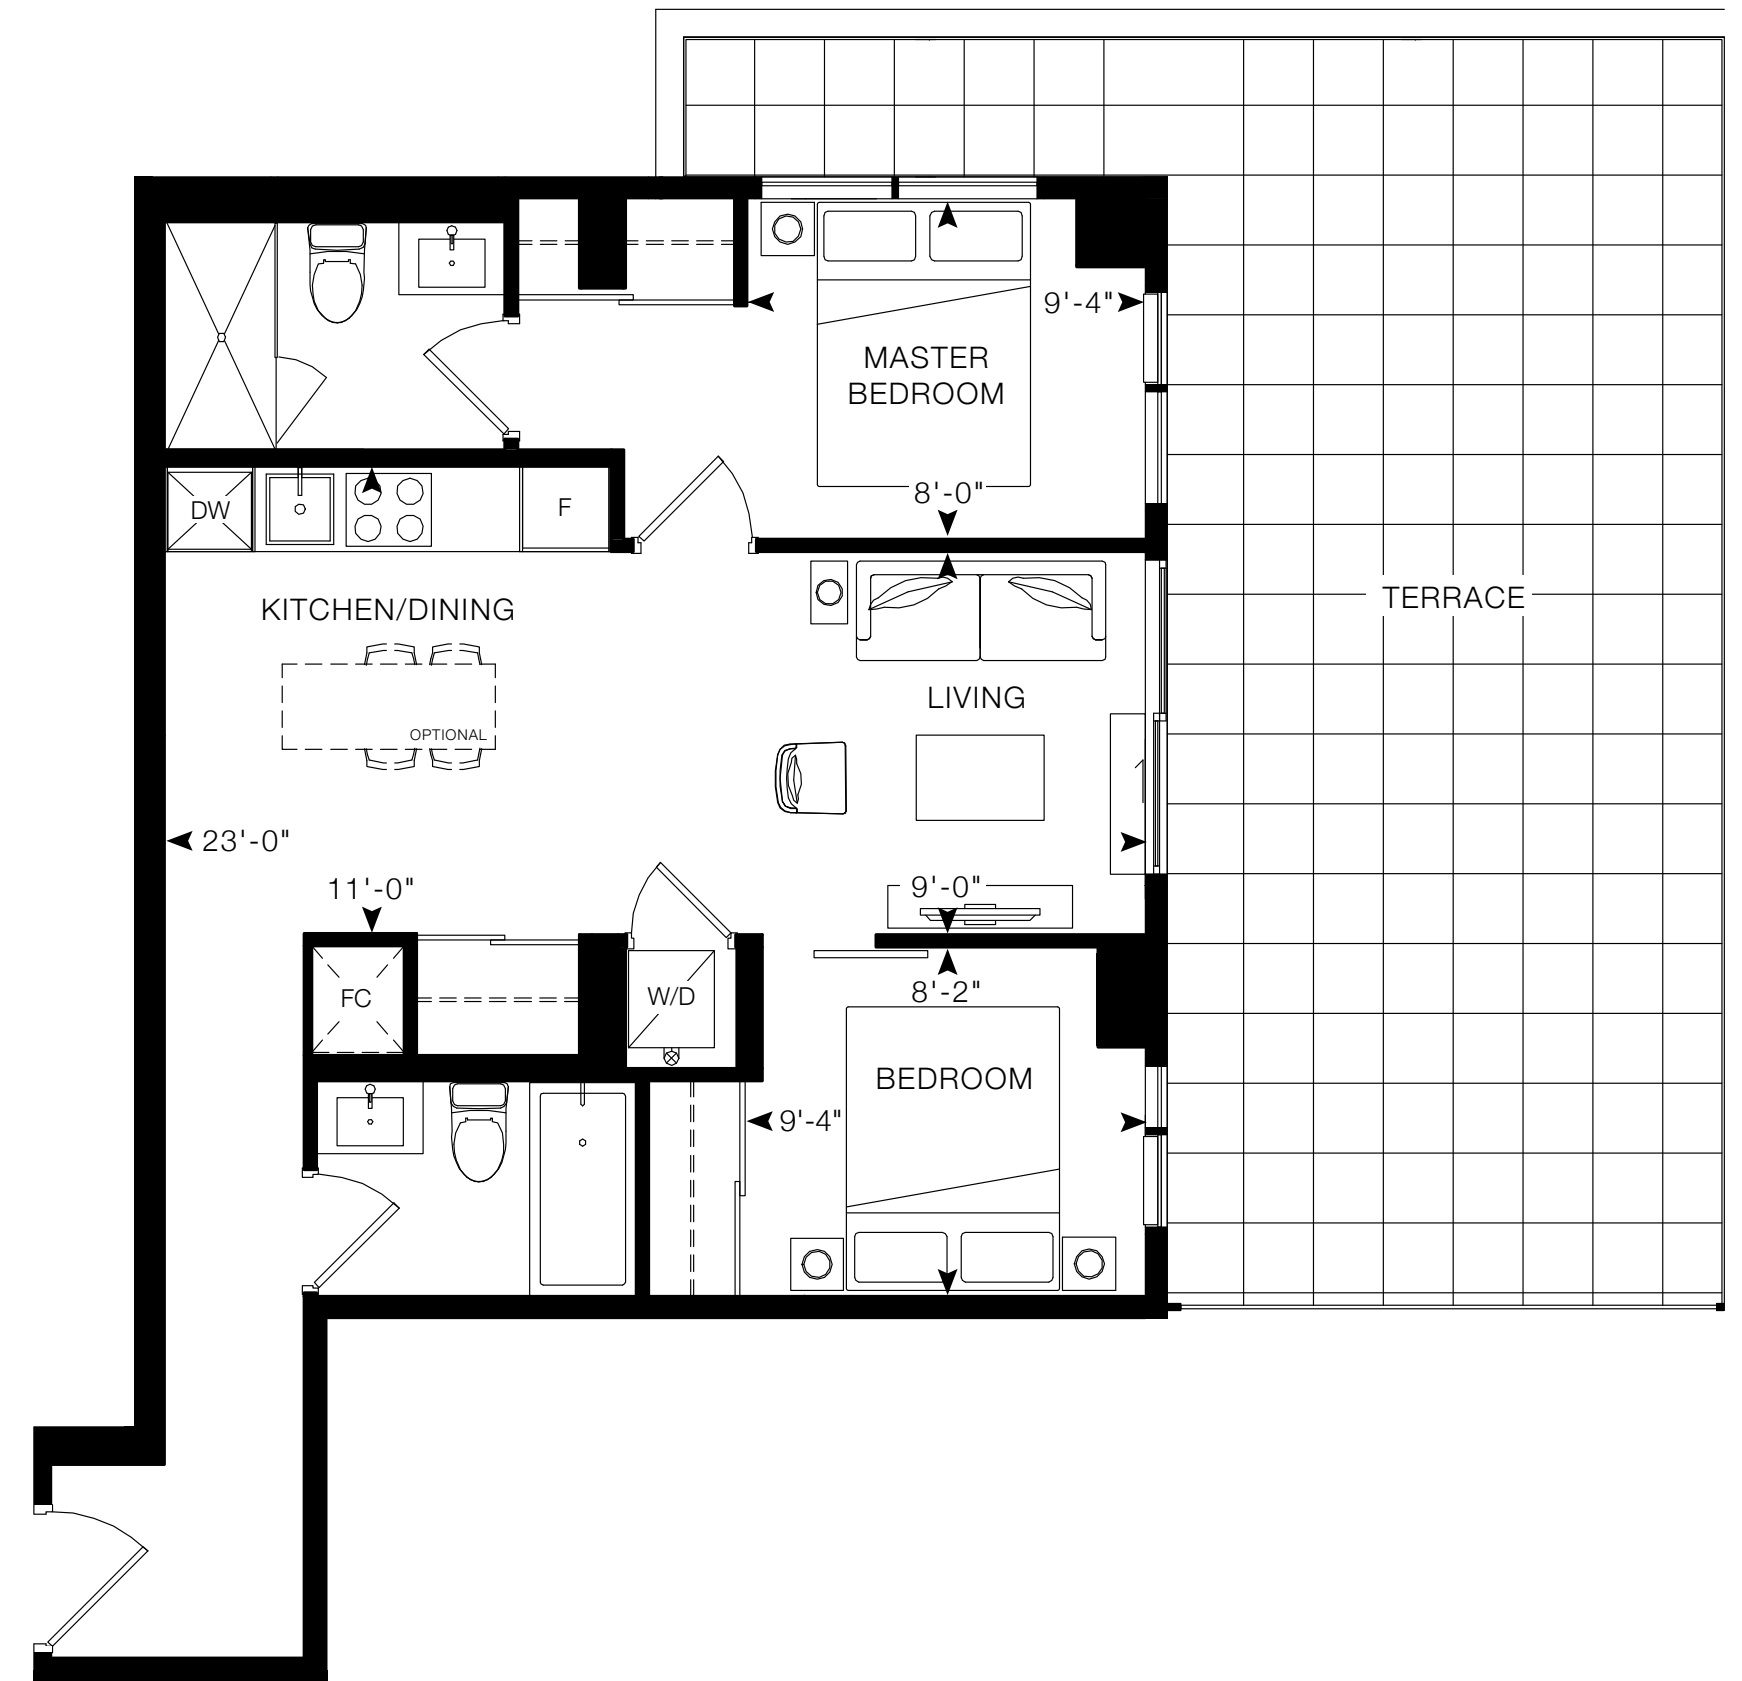 9'-4"
MASTER
BEDROOM
8'-0"
DW
F
KITCHEN/DINING
TERRACE
OPTIONAL
LIVING
23'-0"
11'-0"
9'-0"
FC
W/D
8'-2"
BEDROOM
9'-4"